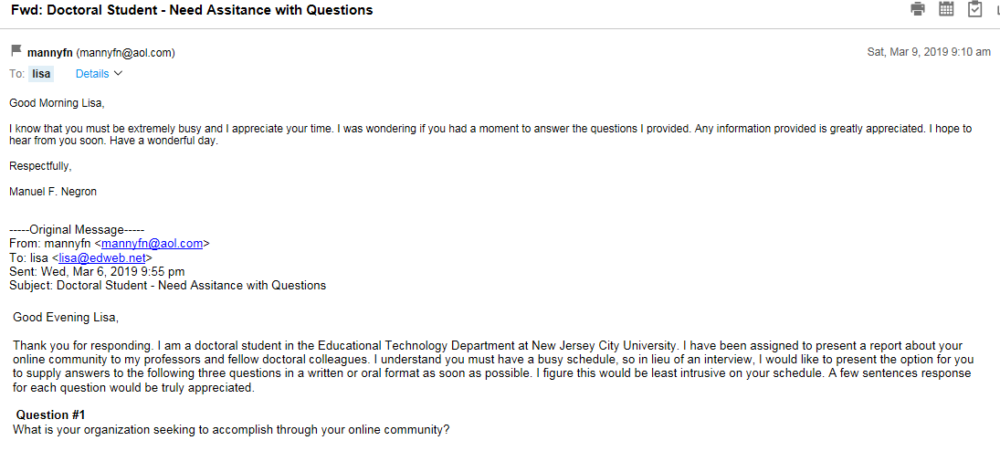 Fwd: Doctoral Student - Need Assitance with Questions
mannyfn (mannyfn@aol.com)
Sat, Mar 9, 2019 9:10 am
To: lisa Details
Good Morning Lisa,
I know that you must be extremely busy and I appreciate your time. I was wondering if you had a moment to answer the questions I provided. Any information provided is greatly appreciated. I hope to
hear from you soon. Have a wonderful day.
Respectfully,
Manuel F. Negron
-----Original Message-----
From: mannyfn <mannyfn@aol.com>
To: lisa <lisa@edweb.net>
Sent: Wed, Mar 6, 2019 9:55 pm
Subject: Doctoral Student - Need Assitance with Questions
Good Evening Lisa,
Thank you for responding. I am a doctoral student in the Educational Technology Department at New Jersey City University. I have been assigned to present a report about your
online community to my professors and fellow doctoral colleagues. I understand you must have a busy schedule, so in lieu of an interview, I would like to present the option for you
to supply answers to the following three questions in a written or oral format as soon as possible. I figure this would be least intrusive on your schedule. A few sentences response
for each question would be truly appreciated.
Question #1
What is your organization seeking to accomplish through your online community?